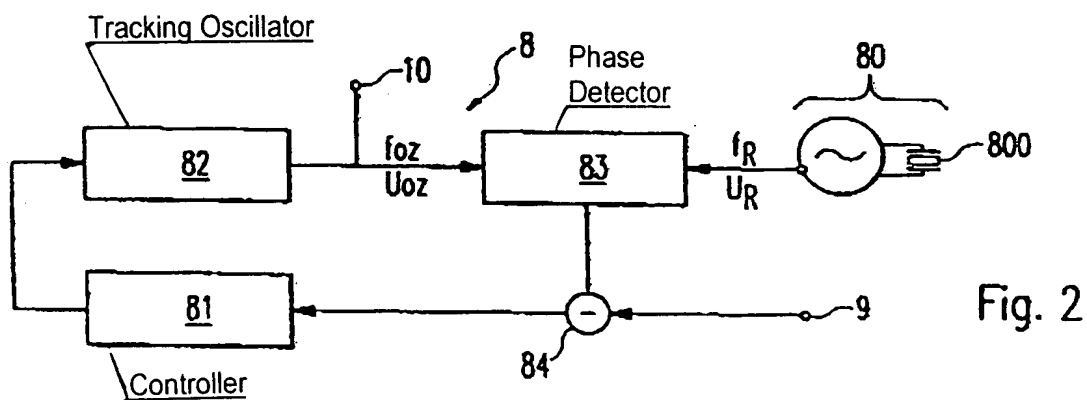 Tracking Oscillator
10
8
Phase
Detector
80
82
foz
Uoz
83
fR
UR
800
81
84
9
Fig. 2
Controller